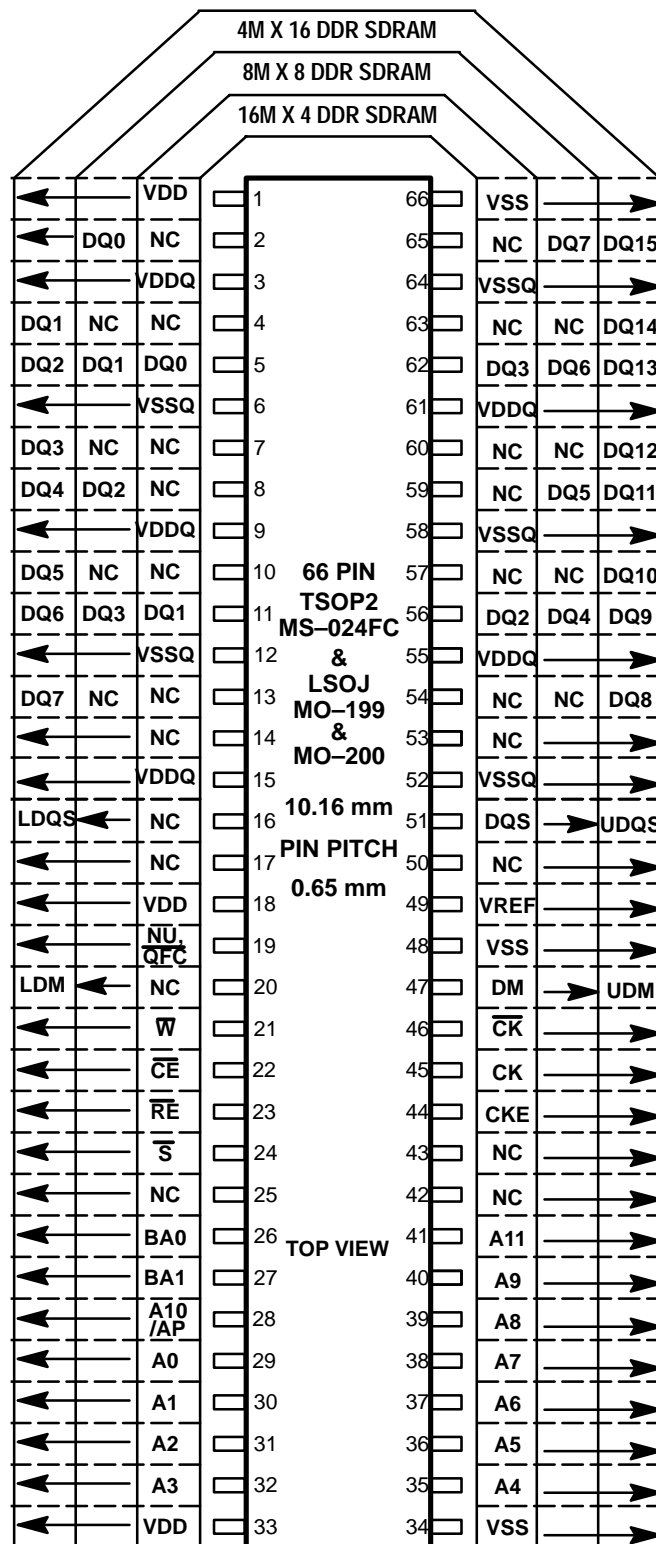 4M X 16 DDR SDRAM
8M X 8 DDR SDRAM
16M X 4 DDR SDRAM
VDD 1 66 VSS
DQ0 NC 2 65 NC DQ7 DQ15
VDDQ 3 64 VSSQ
DQ1 NC NC 4 63 NC NC DQ14
DQ2 DQ1 DQ0 5 62 DQ3 DQ6 DQ13
VSSQ 6 61 VDDQ
DQ3 NC NC 7 60 NC NC DQ12
DQ4 DQ2 NC 8 59 NC DQ5 DQ11
VDDQ 9 58 VSSQ
DQ5 NC NC 10 66 PIN 57 NC NC DQ10
DQ6 DQ3 DQ1 11 TSOP2 56 DQ2 DQ4 DQ9
MS–024FC
VSSQ 12 & 55 VDDQ
LSOJ
DQ7 NC NC 13 MO–199 54 NC NC DQ8
NC 14 & 53 NC
MO–200
VDDQ 15 52 VSSQ
LDQS NC 16 10.16 mm 51 DQS UDQS
NC 17 PIN PITCH 50 NC
VDD 18 0.65 mm 49 VREF
NU, QFC 19 48 VSS
LDM NC 20 47 DM UDM
W 21 46 CK
CE 22 45 CK
RE 23 44 CKE
S 24 43 NC
NC 25 42 NC
BA0 26 TOP VIEW 41 A11
BA1 27 40 A9
A10 /AP 28 39 A8
A0 29 38 A7
A1 30 37 A6
A2 31 36 A5
A3 32 35 A4
VDD 33 34 VSS